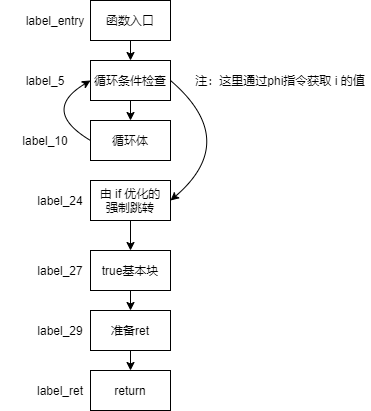 label_entry 函数入口
label_5 循环条件检查 注：这里通过phi指令获取 i 的值
label_10 循环体
label_24 由 if 优化的
强制跳转
label_27 true基本块
label_29 准备ret
label_ret return